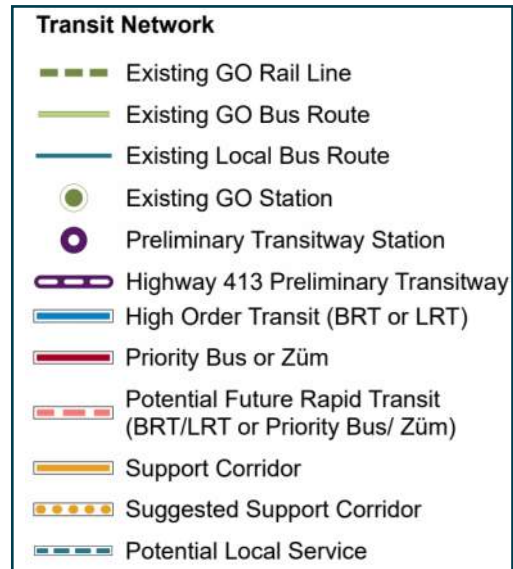 Transit Network
Existing GO Rail Line
Existing GO Bus Route
Existing Local Bus Route
Existing GO Station
Preliminary Transitway Station
Highway 413 Preliminary Transitway
High Order Transit (BRT or LRT)
Priority Bus or Züm
Potential Future Rapid Transit
(BRT/LRT or Priority Bus/ Züm)
Support Corridor
Suggested Support Corridor
Potential Local Service